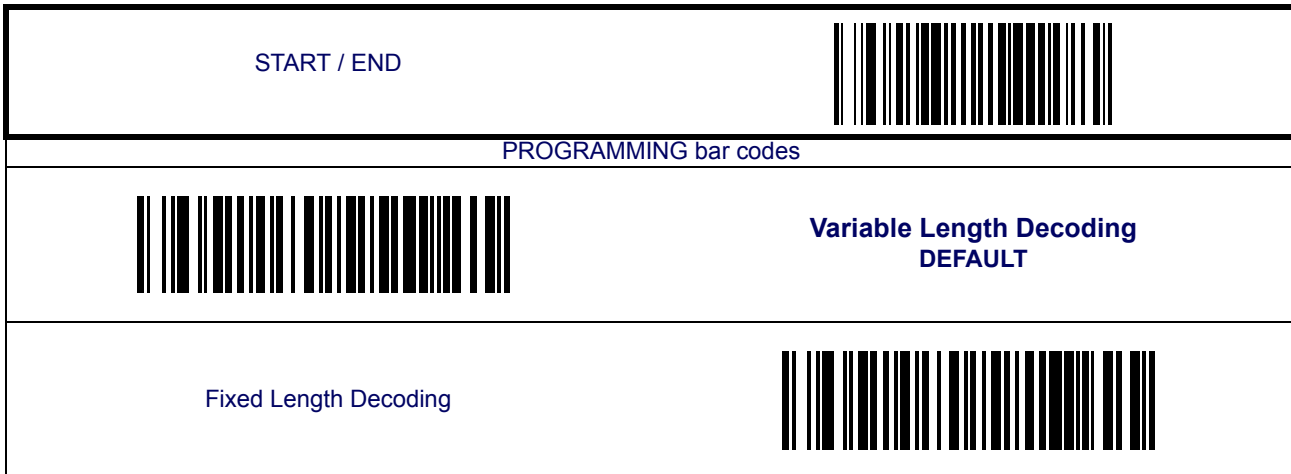 START / END
PROGRAMMING bar codes
Variable Length Decoding
DEFAULT
Fixed Length Decoding